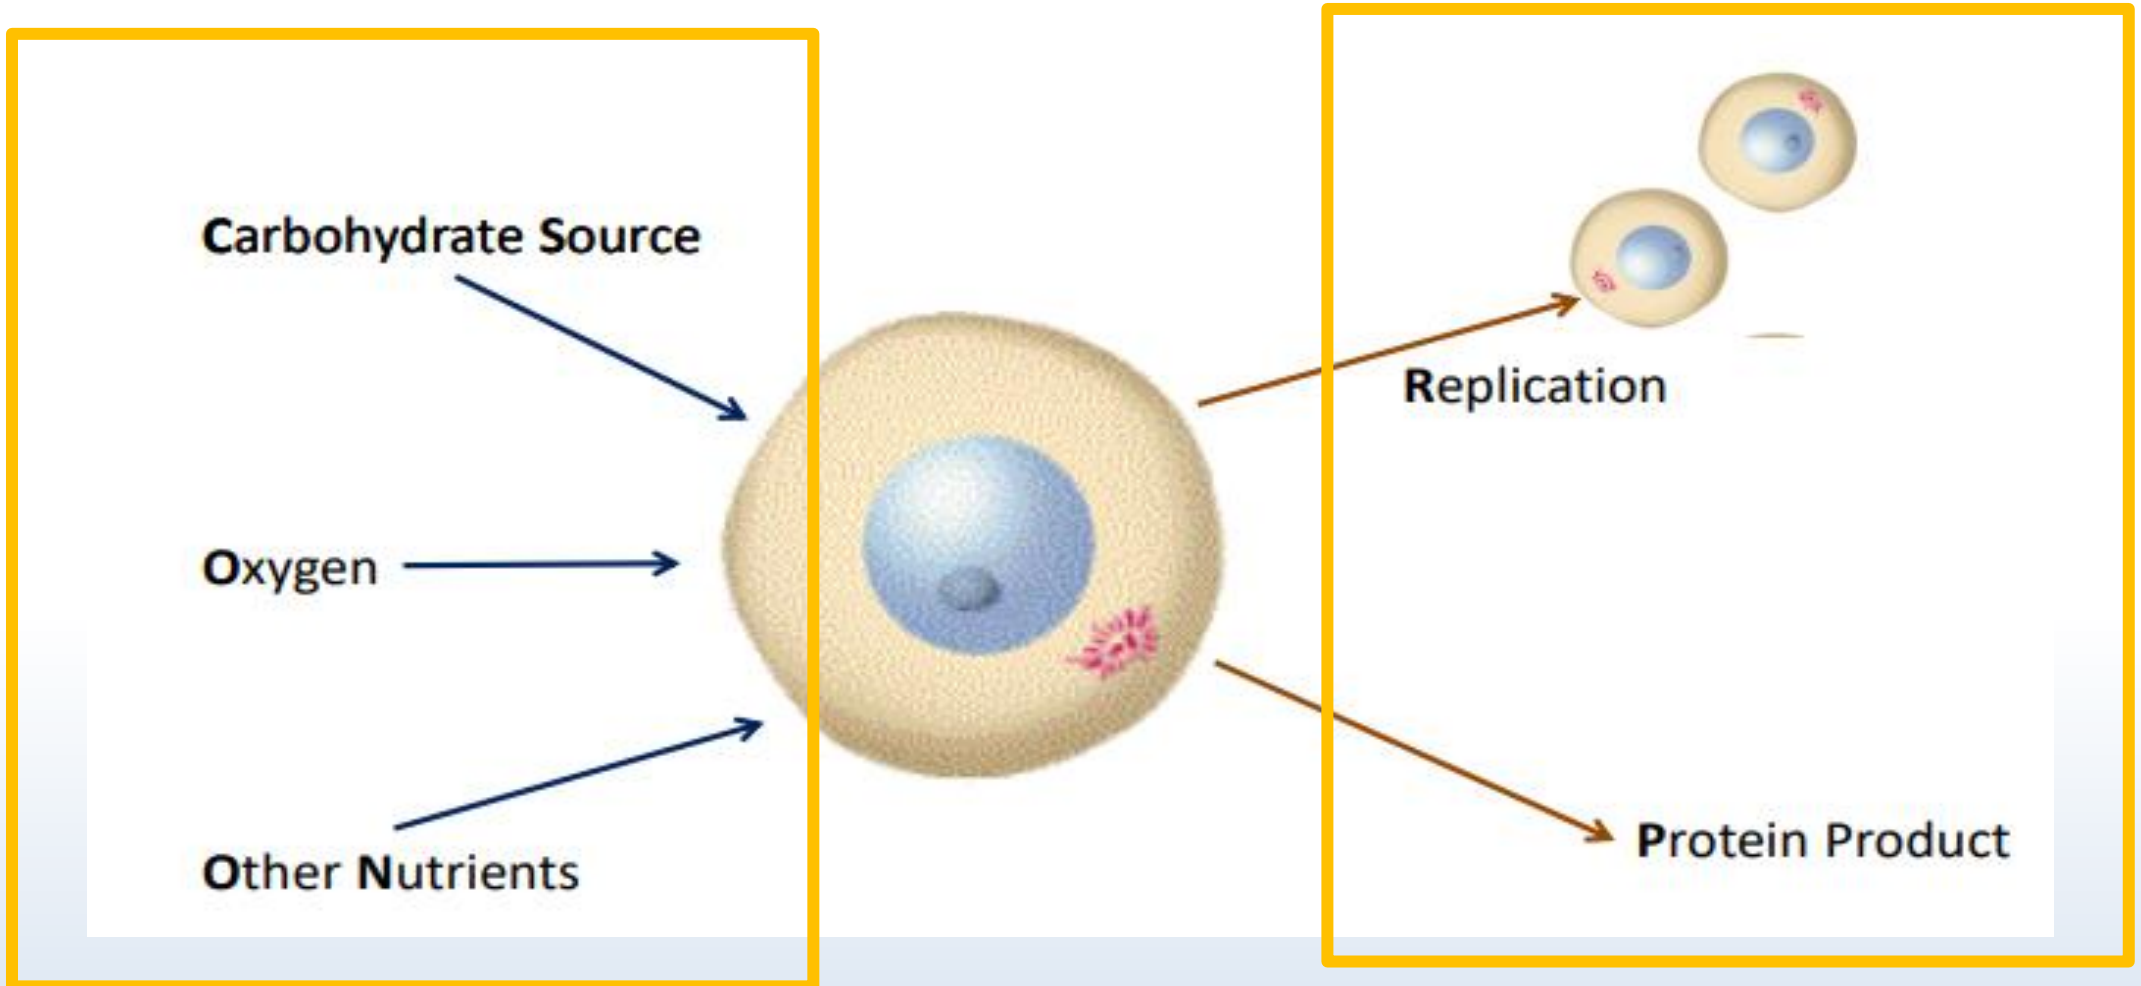 Carbohydrate Source
Oxygen
Other Nutrients
Replication
Protein Product